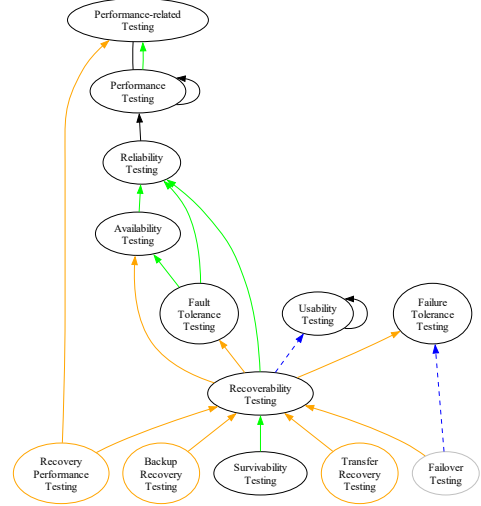 Performance-related
Testing
Performance
Testing
Reliability
Testing
Availability
Testing
Fault
Tolerance
Testing
Usability
Testing
Failure
Tolerance
Testing
Recoverability
Testing
Recovery
Performance
Testing
Backup
Recovery
Testing
Survivability
Testing
Transfer
Recovery
Testing
Failover
Testing